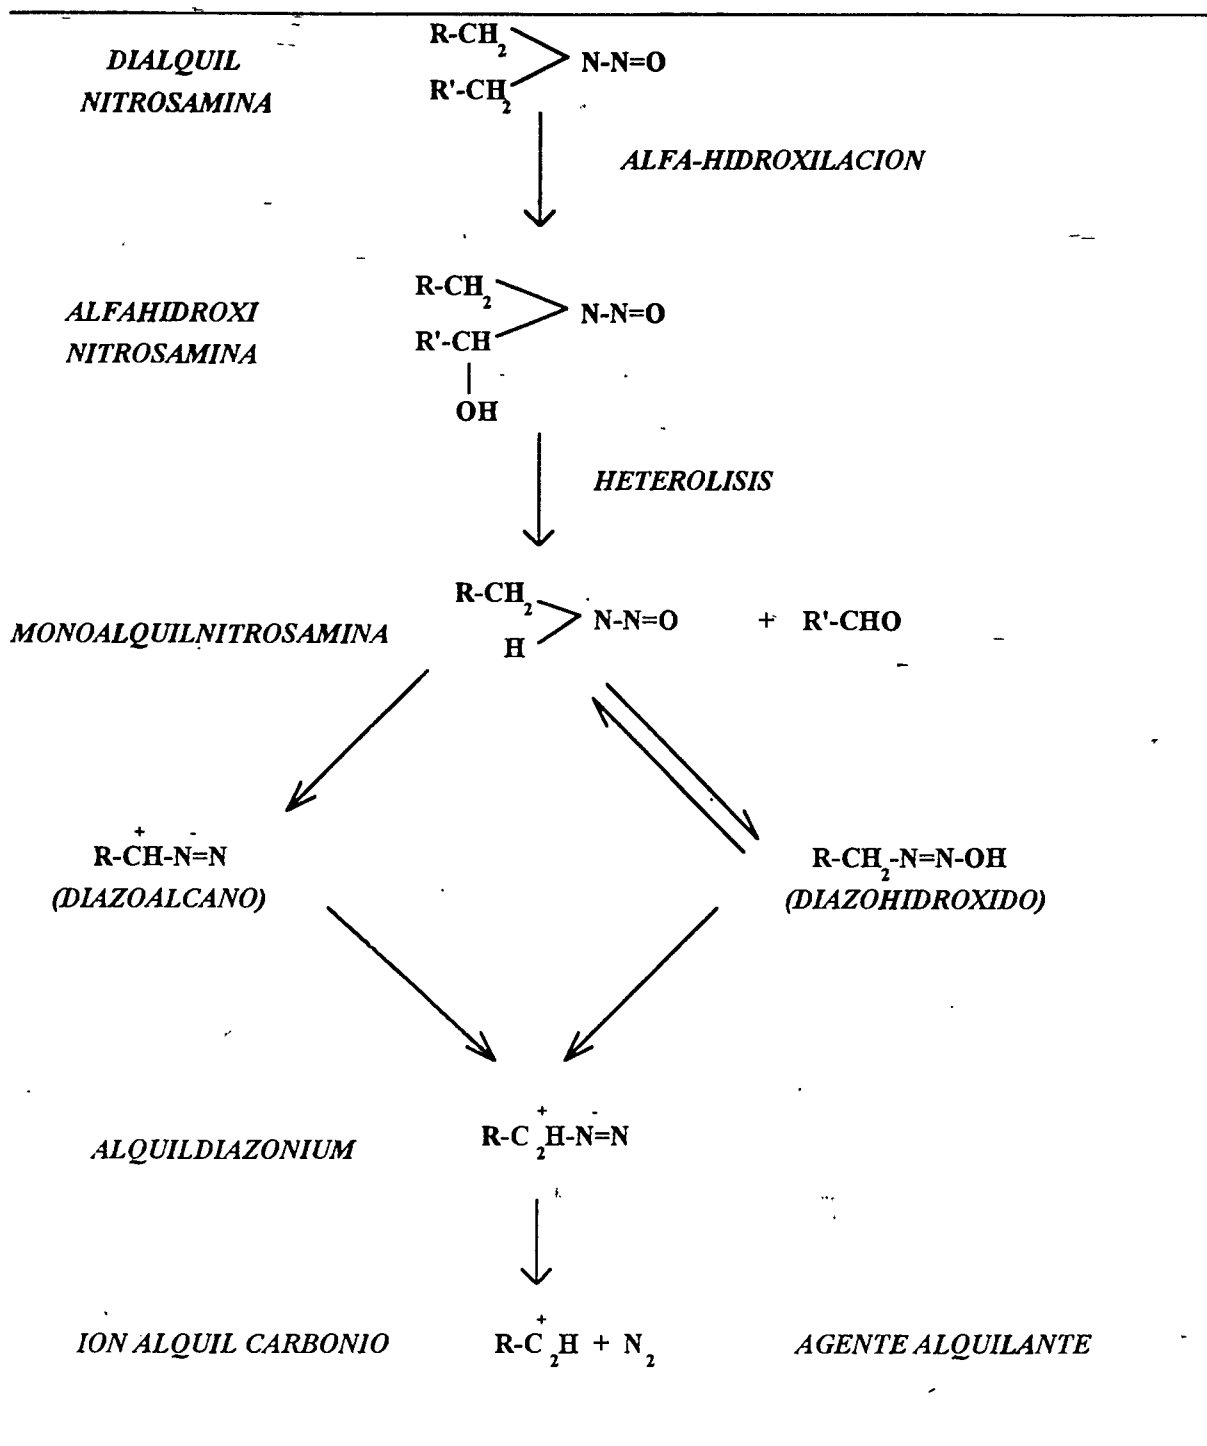 R-CH2
DIALQUIL
NITROSAMINA
N-N=O
R'-CH2
ALFA-HIDROXILACION
R-CH2
ALFAHIDROXI
NITROSAMINA
N-N=O
R'-CH
OH
HETEROLISIS
R-CH2
MONOALQUILNITROSAMINA
N-N=O + R'-CHO
H
+ -
R-CH-N=N
(DIAZOALCANO)
R-CH2-N=N-OH
(DIAZOHIDROXIDO)
+ -
ALQUILDIAZONIUM
R-C2H-N=N
+
ION ALQUIL CARBONIO
R-C2H + N2
AGENTE ALQUILANTE